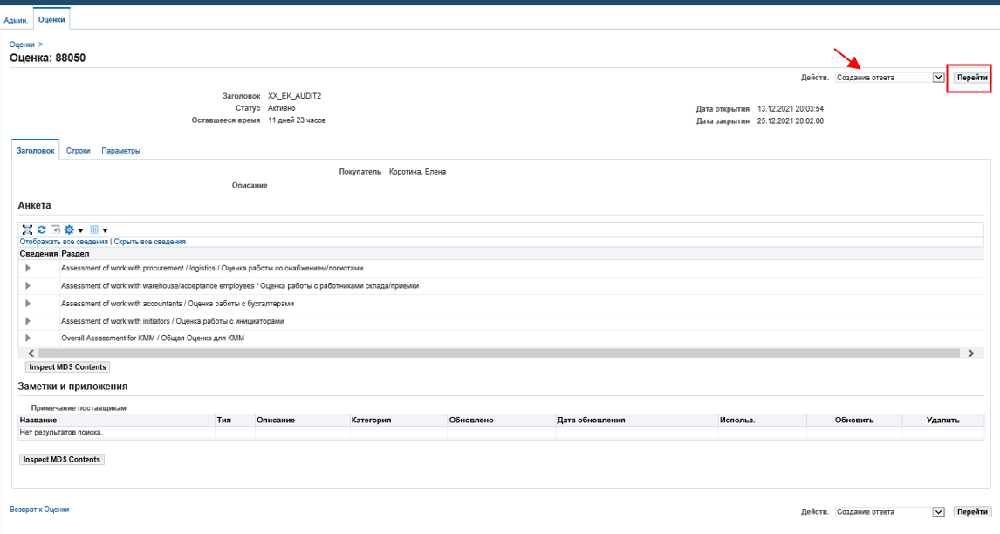 Админ. Оценки
Оценки >
Оценка: 88050
Действ. Создание ответа Перейти
Заголовок XX_EK_AUDIT2
Статус Активно
Оставшееся время 11 дней 23 часов
Дата открытия 13.12.2021 20:03:54
Дата закрытия 25.12.2021 20:02:06
Заголовок Строки Параметры
Покупатель Коротина, Елена
Описание
Анкета
Отображать все сведения | Скрыть все сведения
Сведения Раздел
Assessment of work with procurement / logistics / Оценка работы со снабжением/логистами
Assessment of work with warehouse/acceptance employees / Оценка работы с работниками склада/приемки
Assessment of work with accountants / Оценка работы с бухгалтерами
Assessment of work with initiators / Оценка работы с инициаторами
Overall Assessment for KMM / Общая Оценка для КММ
Inspect MDS Contents
Заметки и приложения
Примечание поставщикам
Название Тип Описание Категория Обновлено Дата обновления Использ. Обновить Удалить
Нет результатов поиска.
Inspect MDS Contents
Возврат к Оценки
Действ. Создание ответа Перейти